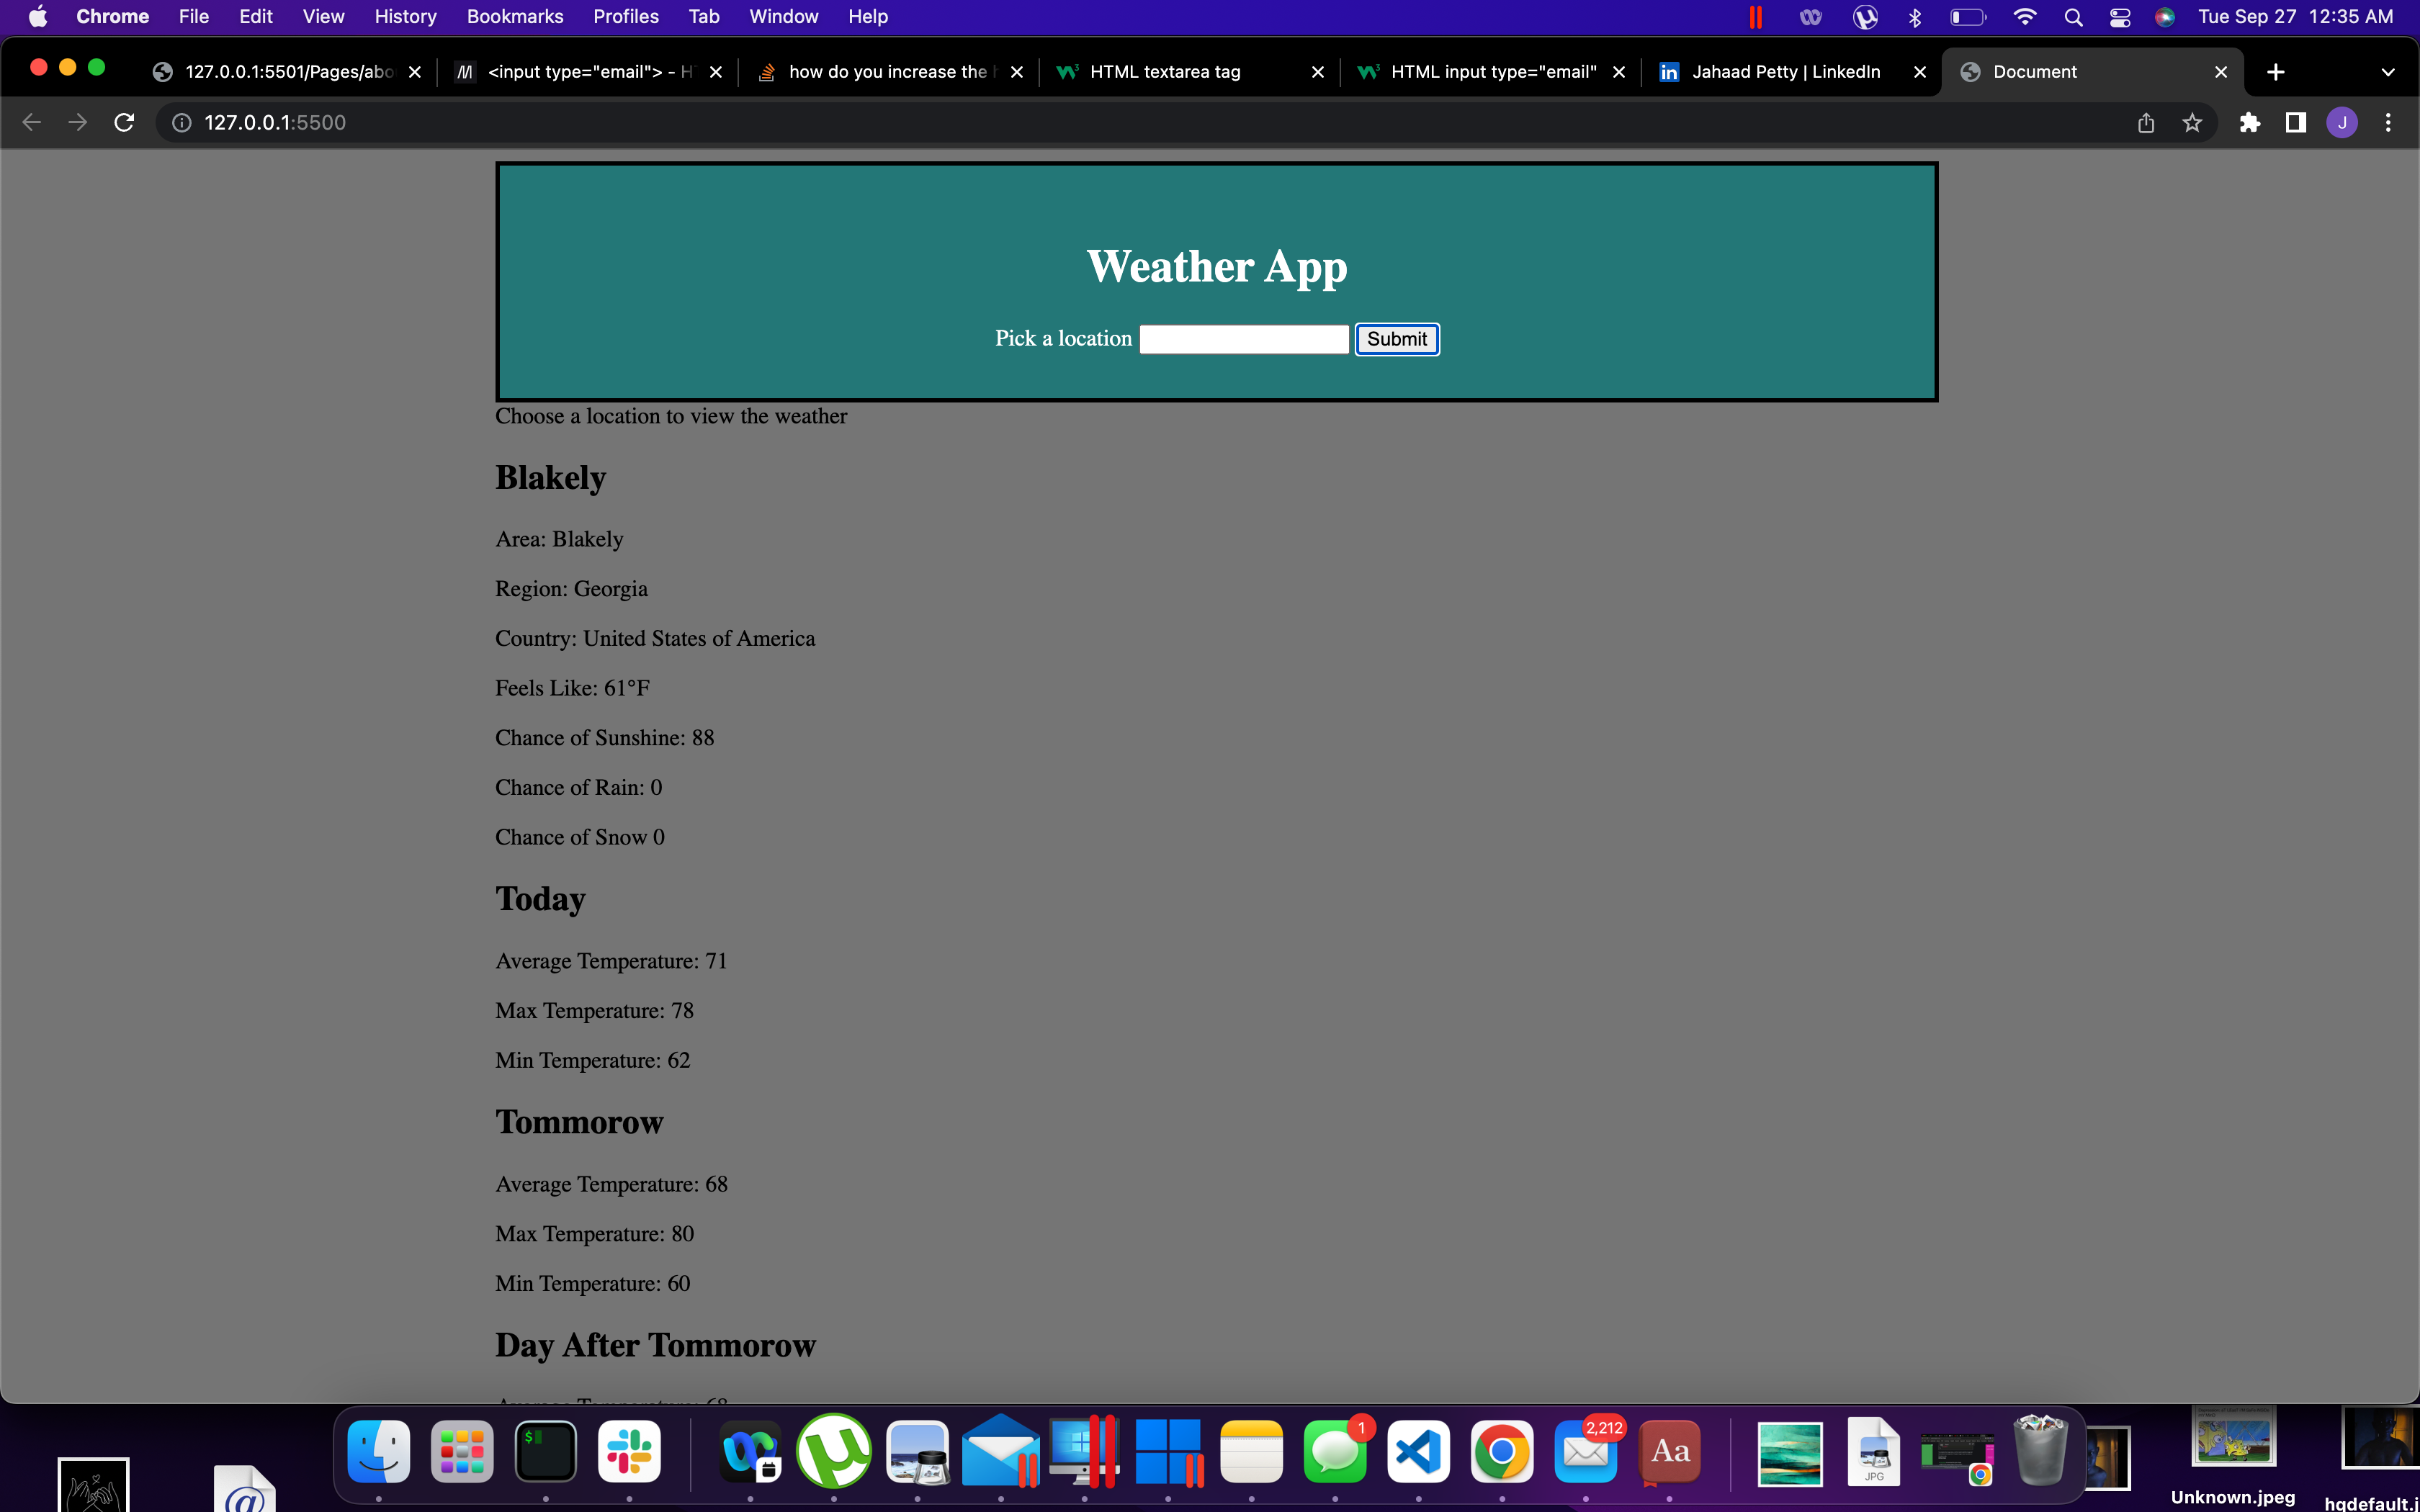 Chrome File Edit View History Bookmarks Profiles Tab Window Help Tue Sep 27 12:35 AM
127.0.0.1:5501/Pages/abo <input type="email"> - H how do you increase the HTML textarea tag HTML input type="email" Jahaad Petty | LinkedIn Document
127.0.0.1:5500 J
Weather App
Pick a location Submit
Choose a location to view the weather
Blakely
Area: Blakely
Region: Georgia
Country: United States of America
Feels Like: 61°F
Chance of Sunshine: 88
Chance of Rain: 0
Chance of Snow 0
Today
Average Temperature: 71
Max Temperature: 78
Min Temperature: 62
Tommorow
Average Temperature: 68
Max Temperature: 80
Min Temperature: 60
Day After Tommorow
1 2,212
Aa
JPG
Unknown.jpeg
hqdefault.j